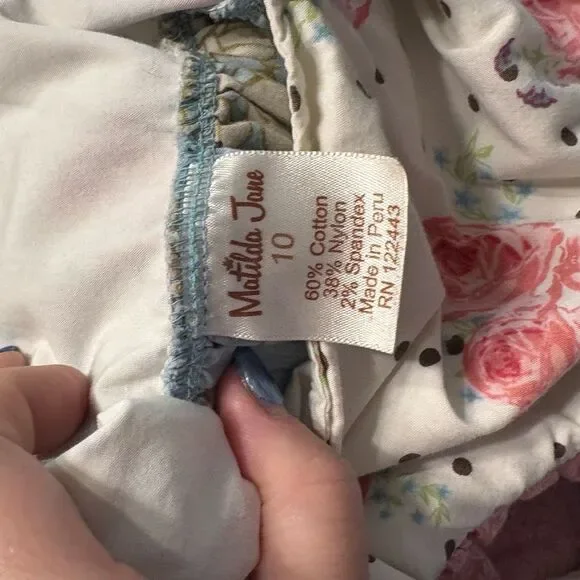 Matilda Jane
10
60% Cotton
38% Nylon
2% Spandex
Made in Peru
RN 122443